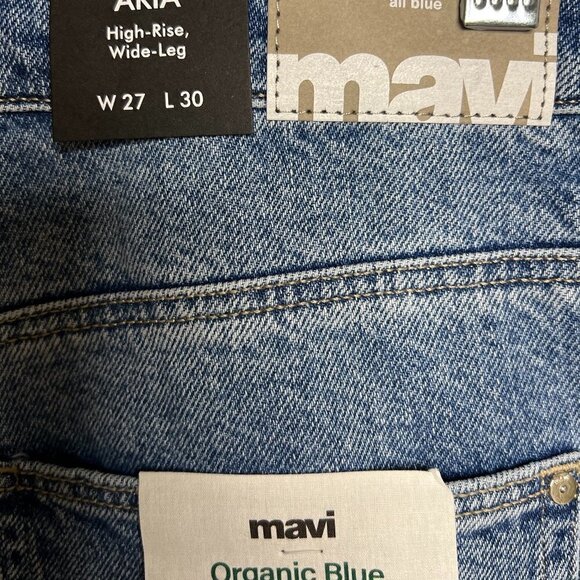 ARIA
High-Rise,
Wide-Leg
W 27 L 30
all blue
mavi
mavi
Organic Blue